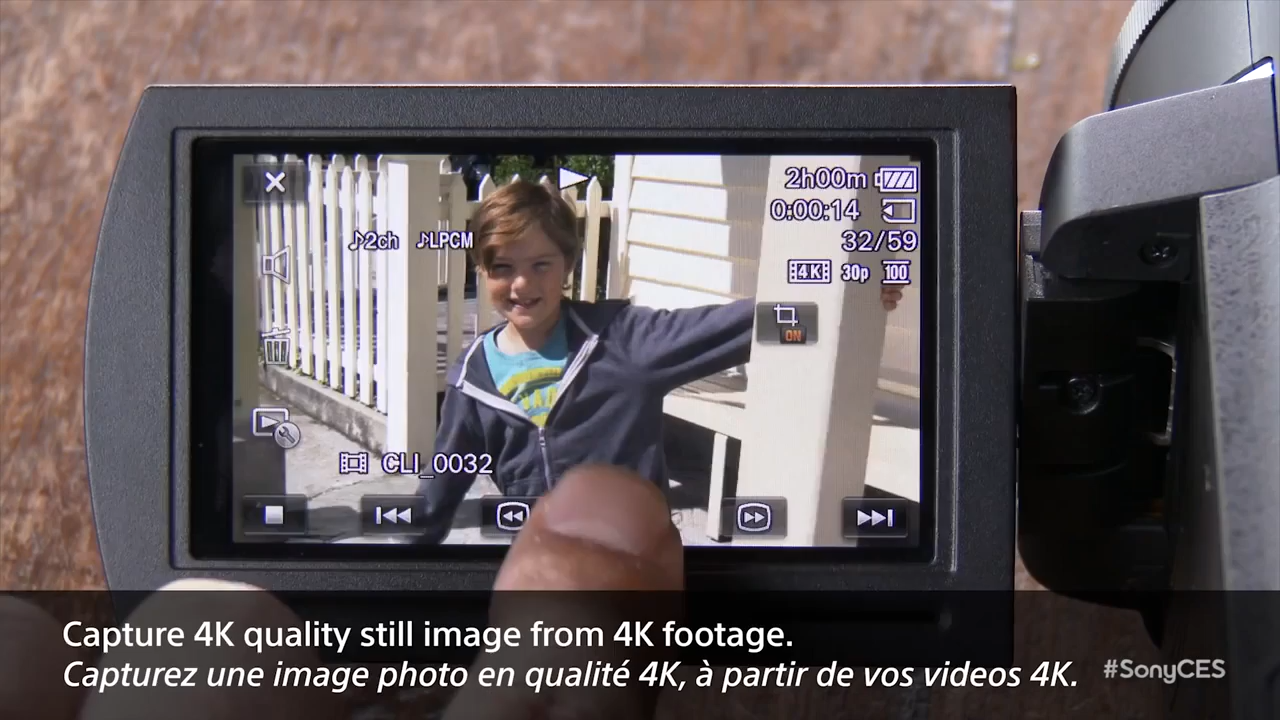 2h00m
0:00:14
♪2ch ♪LPCM
32/59
4K 30p 100
ON
CLI_0032
Capture 4K quality still image from 4K footage.
Capturez une image photo en qualité 4K, à partir de vos videos 4K.
#SonyCES